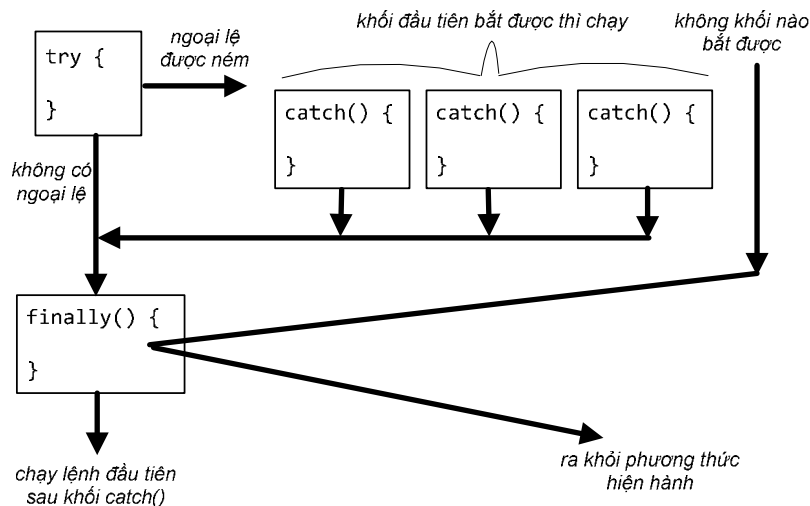 try {
}
ngoại lệ
được ném
khối đầu tiên bắt được thì chạy
không khối nào
bắt được
catch() {
}
catch() {
}
catch() {
}
không có
ngoại lệ
finally() {
}
chạy lệnh đầu tiên
sau khối catch()
ra khỏi phương thức
hiện hành